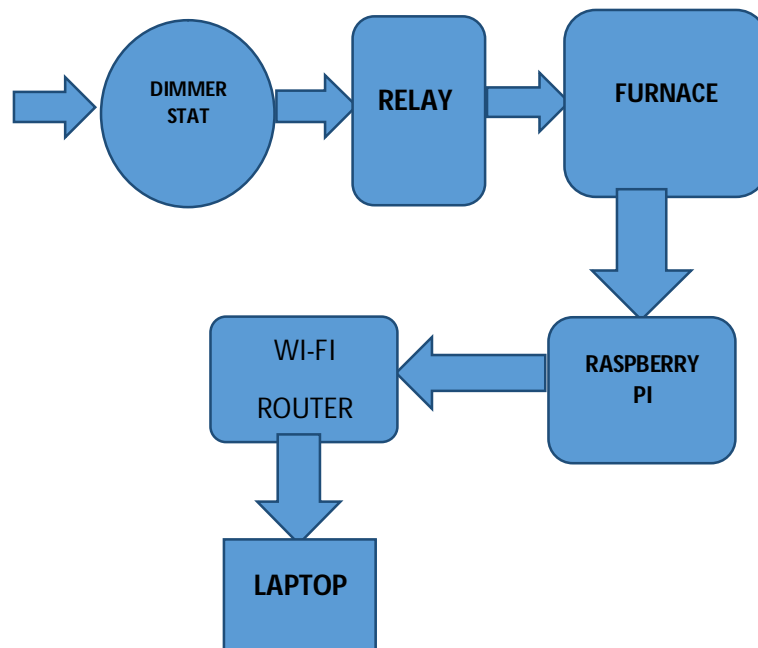 DIMMER
STAT
RELAY
FURNACE
RASPBERRY
PI
WI-FI
ROUTER
LAPTOP